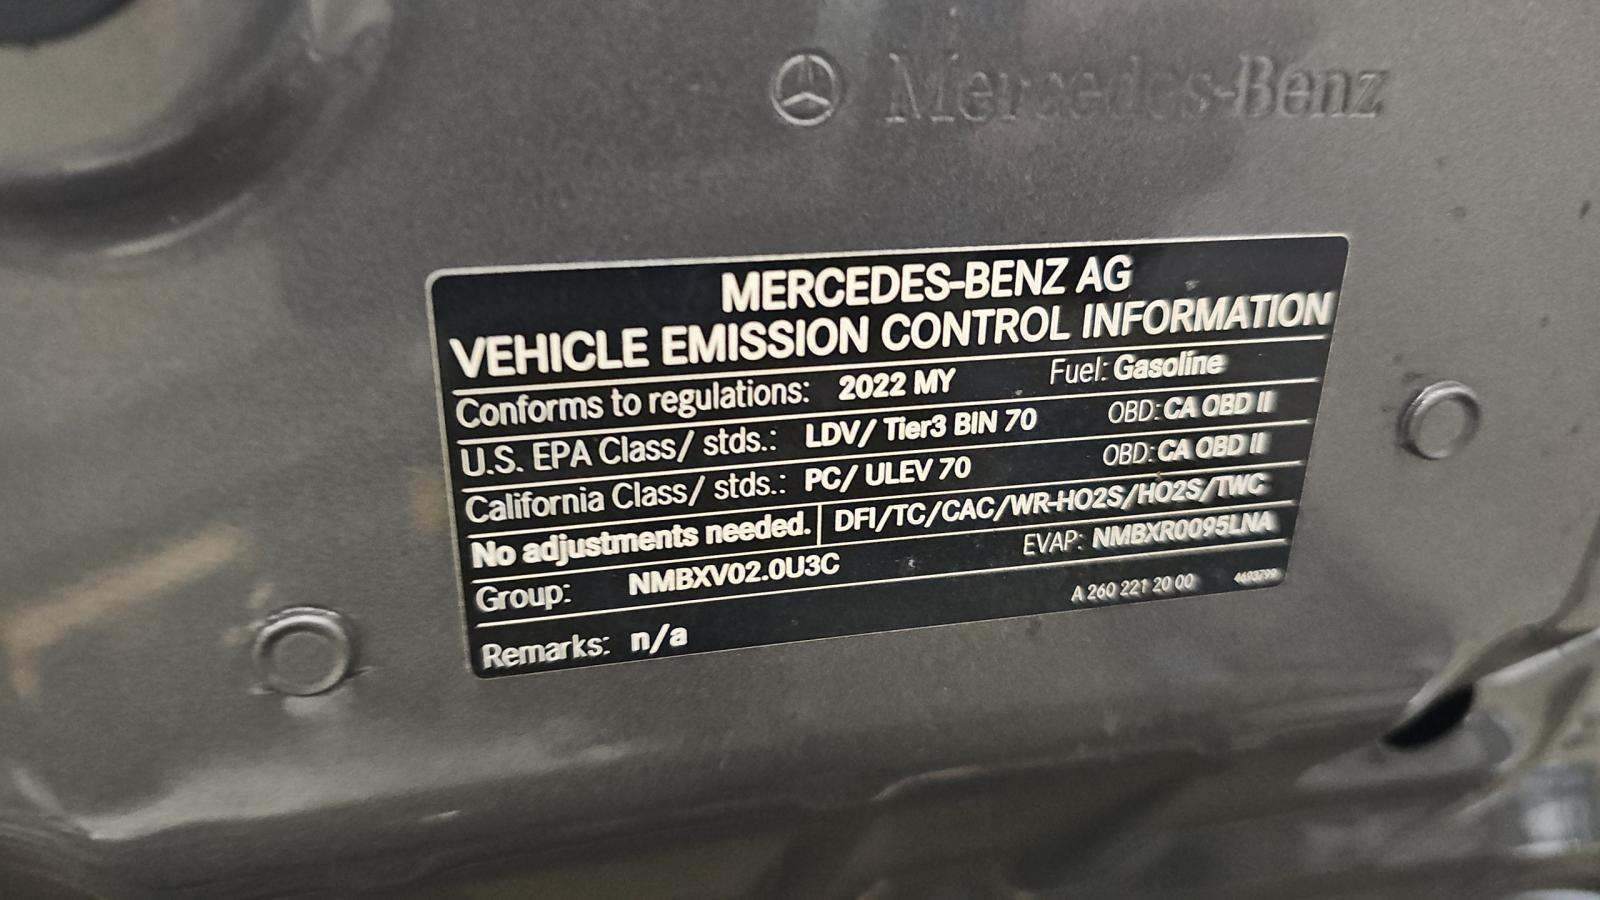 Mercedes-Benz
MERCEDES-BENZ AG
VEHICLE EMISSION CONTROL INFORMATION
Conforms to regulations: 2022 MY Fuel: Gasoline
U.S. EPA Class/ stds.: LDV/ Tier3 BIN 70 OBD: CA OBD II
California Class/ stds.: PC/ ULEV 70 OBD: CA OBD II
No adjustments needed. DFI/TC/CAC/WR-HO2S/HO2S/TWC
Group: NMBXV02.0U3C EVAP: NMBXR0095LNA
Remarks: n/a A 260 221 20 00